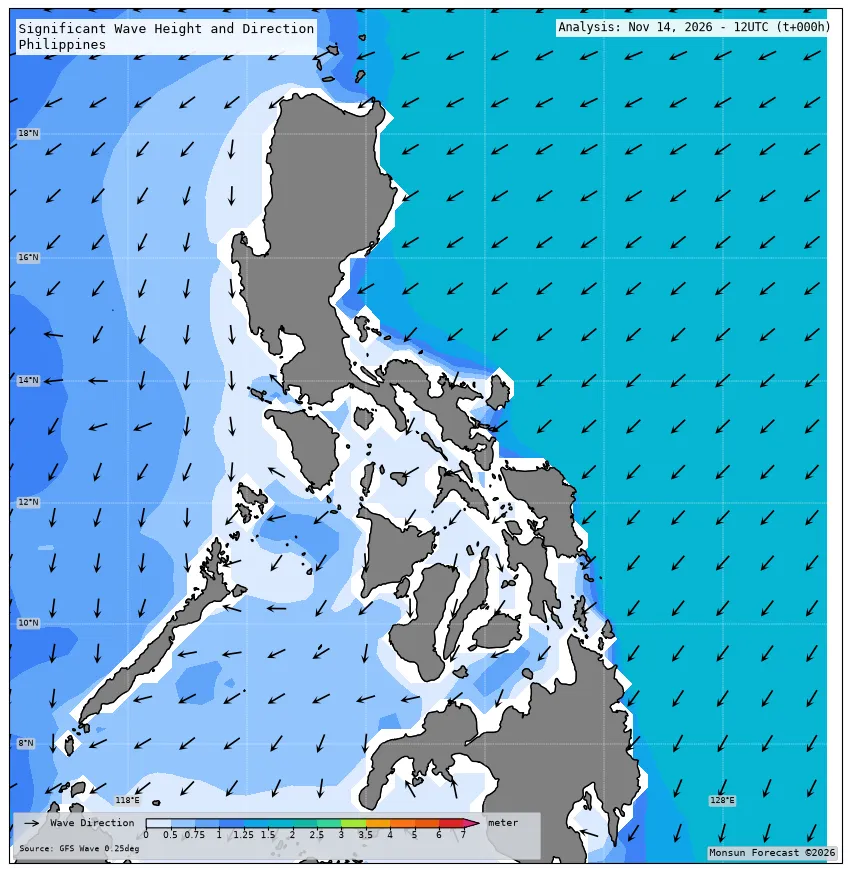 Significant Wave Height and Direction
Philippines
Analysis: Nov 14, 2026 - 12UTC (t+000h)
18°N
16°N
14°N
12°N
10°N
8°N
118°E
128°E
Wave Direction
0 0.5 0.75 1 1.25 1.5 2 2.5 3 3.5 4 5 6 7
meter
Source: GFS Wave 0.25deg
Monsun Forecast ©2026